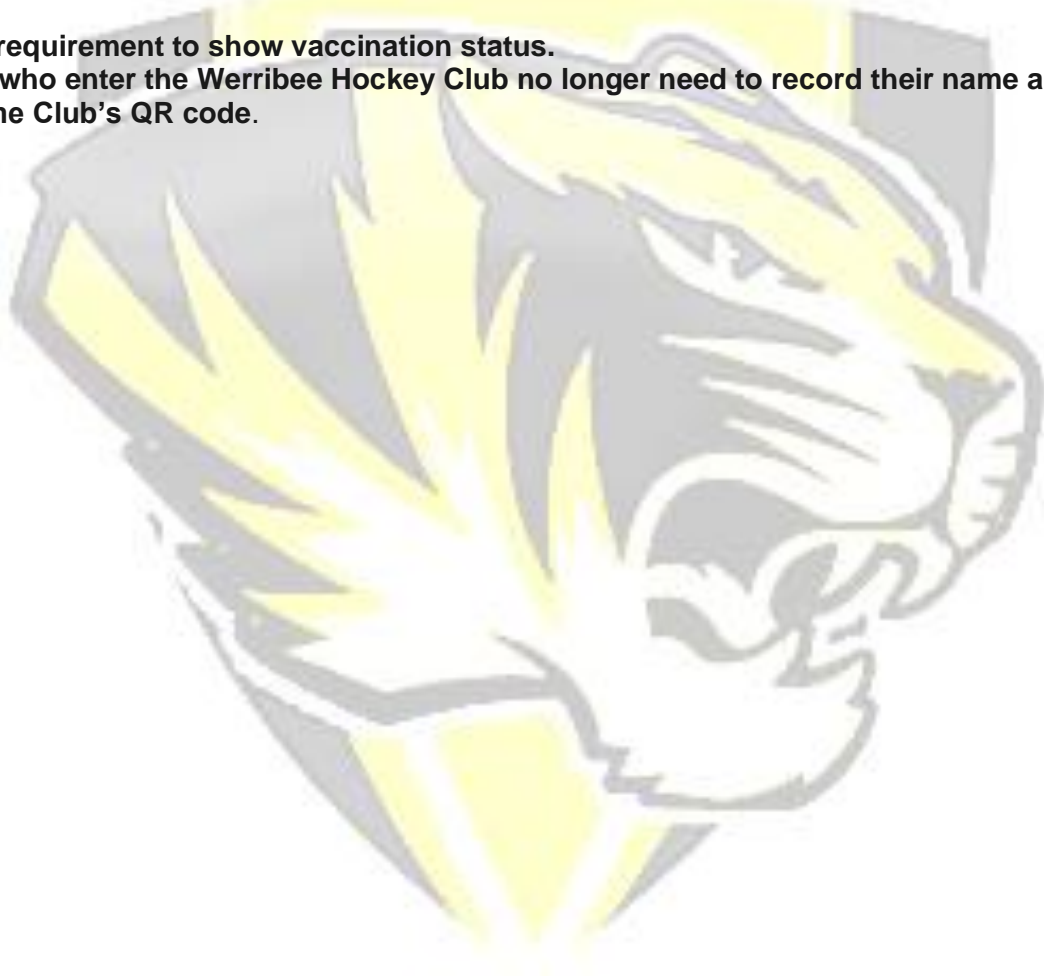 requirement to show vaccination status.
who enter the Werribee Hockey Club no longer need to record their name a
he Club's QR code.